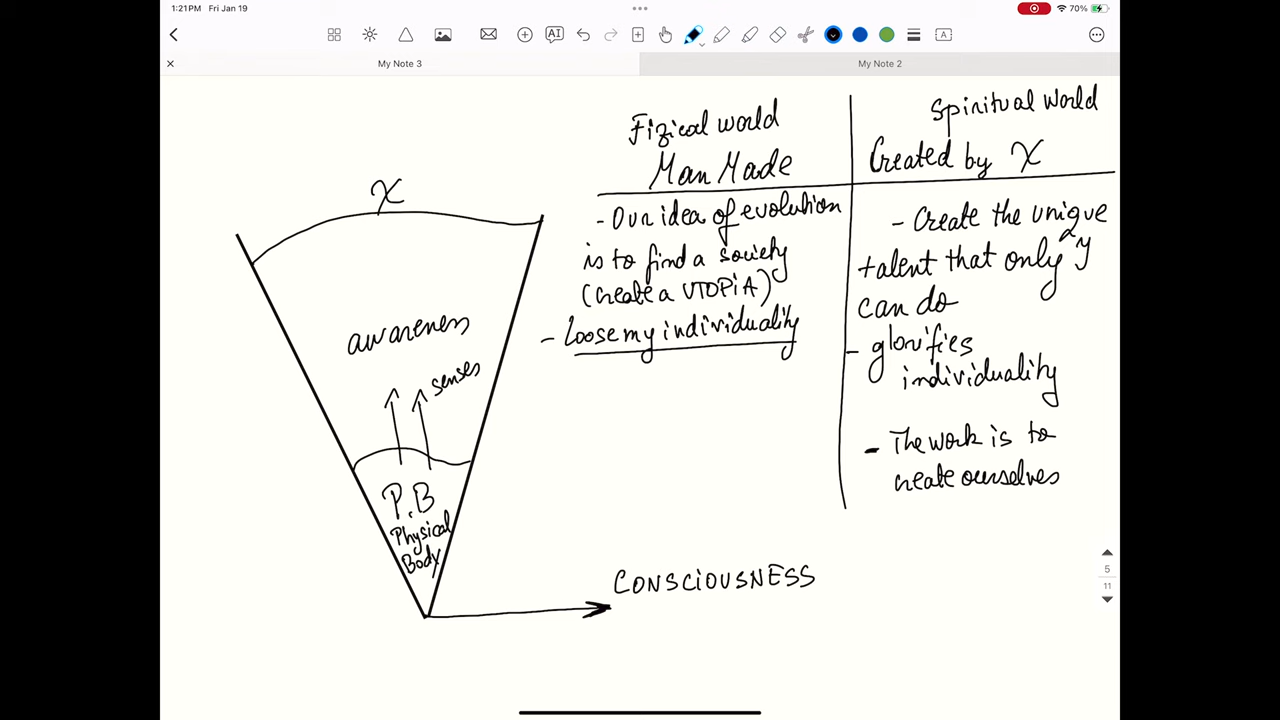 1:21PM Fri Jan 19
70%
My Note 3
My Note 2
AI
A
X
awareness
senses
P.B
Physical
Body
CONSCIOUSNESS
Fizical world
Man Made
- Our idea of evolution
is to find a society
(create a UTOPiA)
- Loose my individuality
Spiritual World
Created by X
- Create the unique
talent that only y
can do
- glorifies
individuality
- The work is to
create ourselves
5
11